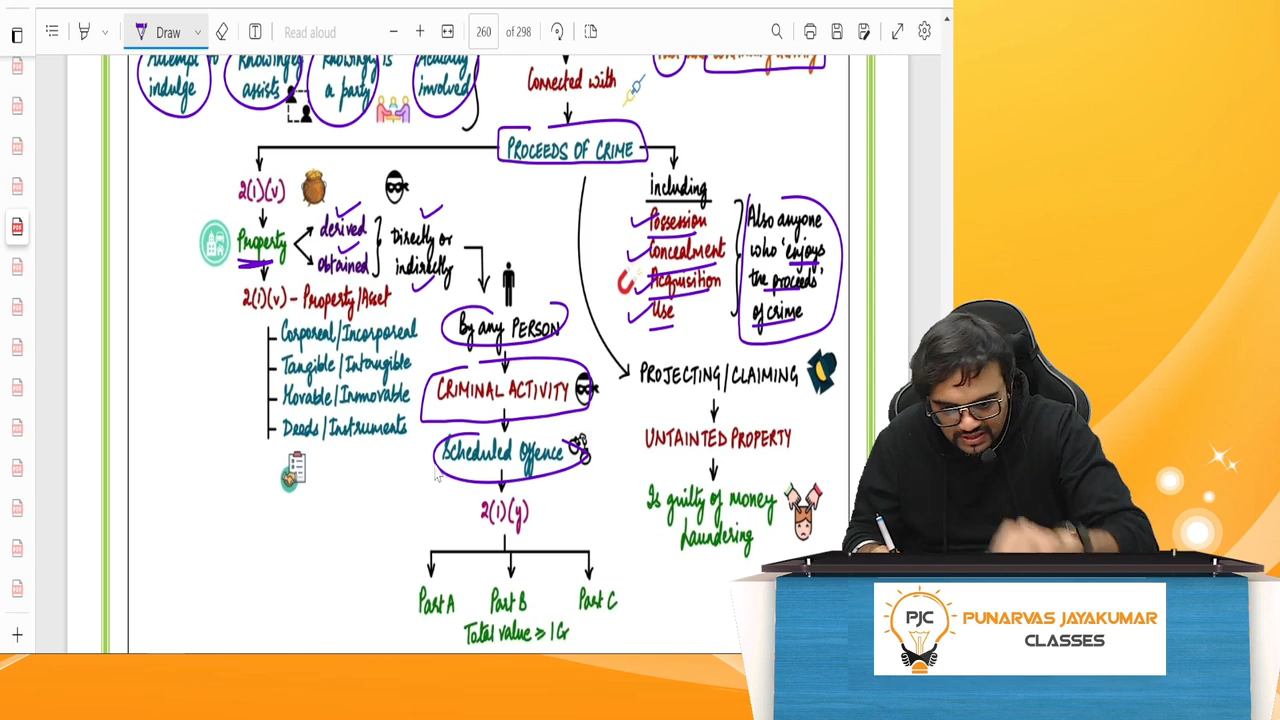 Draw
Read aloud
260
of 298
Attempt to
indulge
Knowingly
assists
Knowingly is
a party
Actually
involved
Connected with
PROCEEDS OF CRIME
2(1)(v)
Property
derived
obtained
Directly or
indirectly
2(1)(v) - Property/Asset
Corporeal/Incorporeal
Tangible/Intangible
Movable/Immovable
Deeds/Instruments
By any PERSON
CRIMINAL ACTIVITY
Scheduled Offence
2(1)(y)
Part A
Part B
Part C
Total value ≥ 1 Cr
including
Possession
Concealment
Acquisition
Use
Also anyone
who 'enjoys
the proceeds'
of crime
PROJECTING/CLAIMING
UNTAINTED PROPERTY
Is guilty of money
Laundering
PJC
PUNARVAS JAYAKUMAR
CLASSES